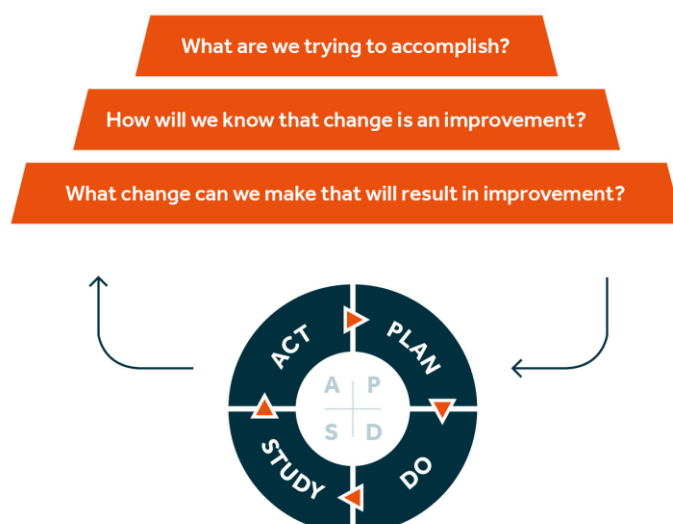 What are we trying to accomplish?
How will we know that change is an improvement?
What change can we make that will result in improvement?
ACT
PLAN
A P
S D
STUDY
DO